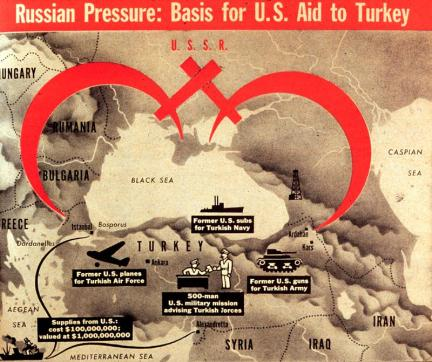 Russian Pressure: Basis for U.S. Aid to Turkey
U. S. S. R.
HUNGARY
RUMANIA
BULGARIA
GREECE
BLACK SEA
CASPIAN
SEA
Istanbul
Bosporus
Dardanelles
Former U.S. subs
for Turkish Navy
Ardahan
Kars
TURKEY
Ankara
Former U.S. planes
for Turkish Air Force
500-man
U.S. military mission
advising Turkish forces
Former U.S. guns
for Turkish Army
AEGEAN
SEA
Supplies from U.S.:
cost $100,000,000;
valued at $1,000,000,000
Alexandretta
MEDITERRANEAN SEA
SYRIA
IRAQ
IRAN